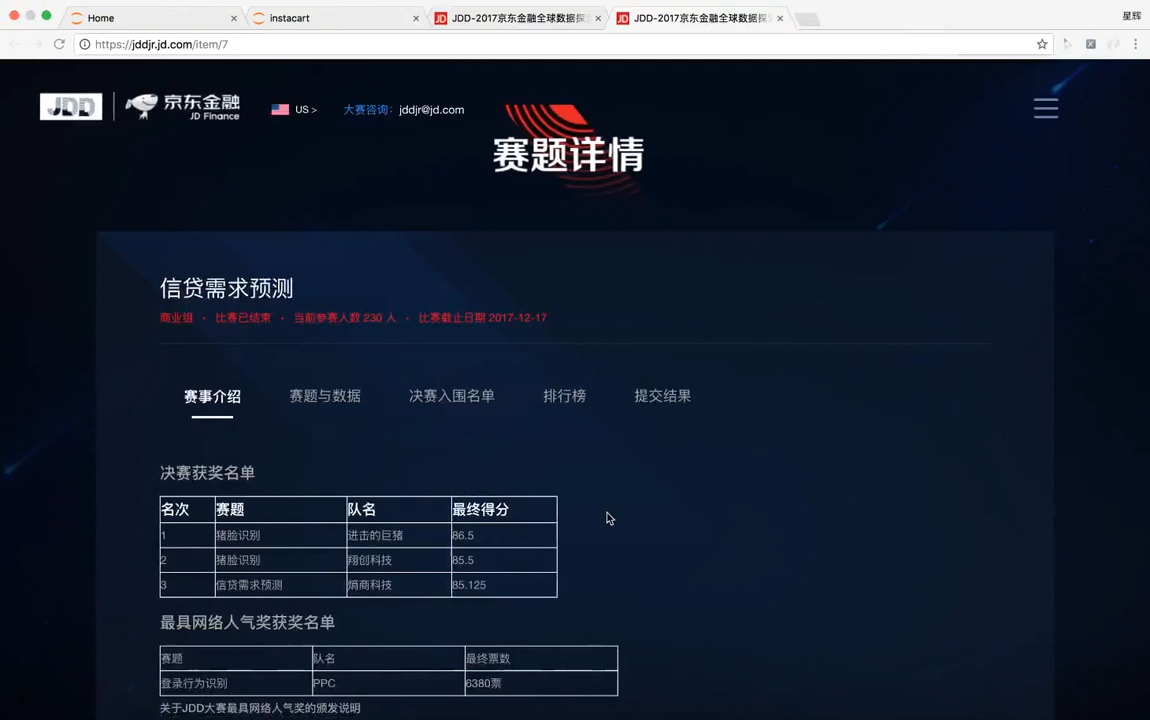 Home
instacart
JDD-2017京东金融全球数据探
JDD-2017京东金融全球数据探
星辉
https://jddjr.jd.com/item/7
JDD 京东金融 JD Finance US > 大赛咨询: jddjr@jd.com
赛题详情
信贷需求预测
商业组 · 比赛已结束 · 当前参赛人数 230 人 · 比赛截止日期 2017-12-17
赛事介绍 赛题与数据 决赛入围名单 排行榜 提交结果
决赛获奖名单
名次 赛题 队名 最终得分
1 猪脸识别 进击的巨猪 86.5
2 猪脸识别 翔创科技 85.5
3 信贷需求预测 熵商科技 85.125
最具网络人气奖获奖名单
赛题 队名 最终票数
登录行为识别 PPC 6380票
关于JDD大赛最具网络人气奖的颁发说明